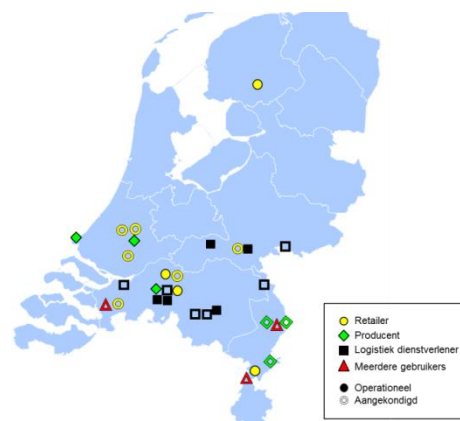 Retailer
Producent
Logistiek dienstverlener
Meerdere gebruikers
Operationeel
Aangekondigd